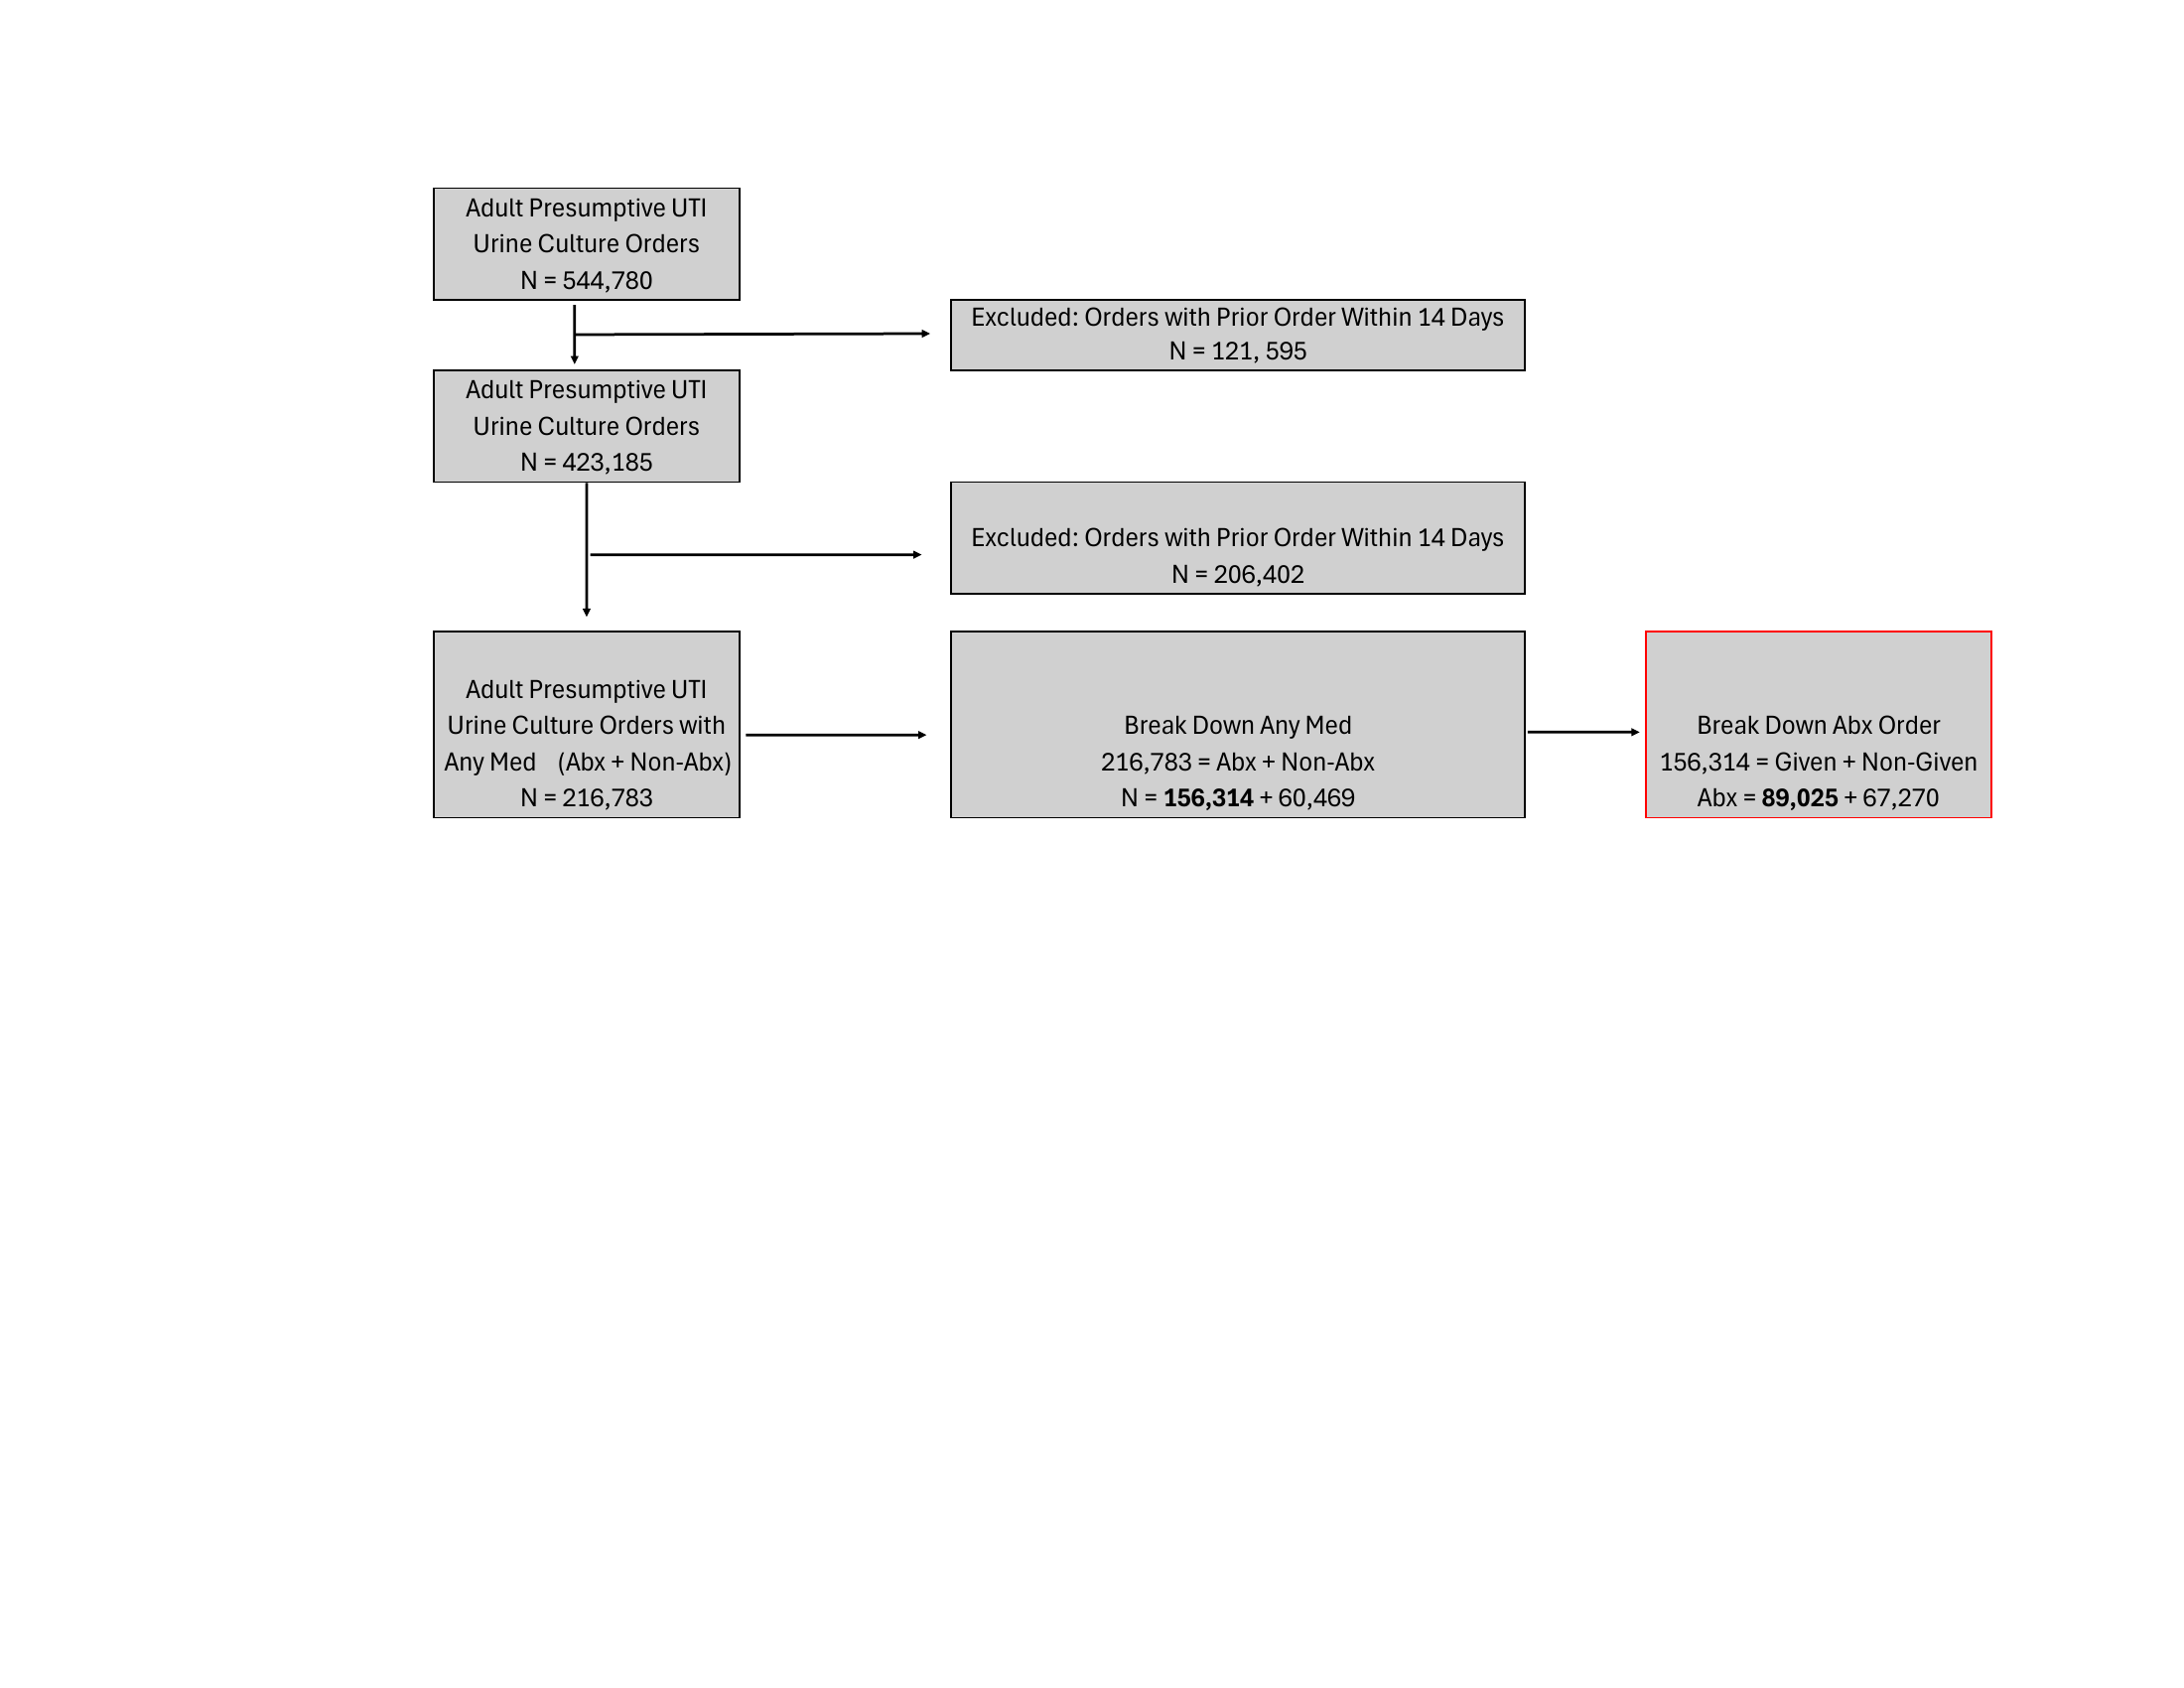 Adult Presumptive UTI
Urine Culture Orders
N = 544,780
Excluded: Orders with Prior Order Within 14 Days
N = 121, 595
Adult Presumptive UTI
Urine Culture Orders
N = 423,185
Excluded: Orders with Prior Order Within 14 Days
N = 206,402
Adult Presumptive UTI
Urine Culture Orders with
Any Med (Abx + Non-Abx)
N = 216,783
Break Down Any Med
216,783 = Abx + Non-Abx
N = 156,314 + 60,469
Break Down Abx Order
156,314 = Given + Non-Given
Abx = 89,025 + 67,270